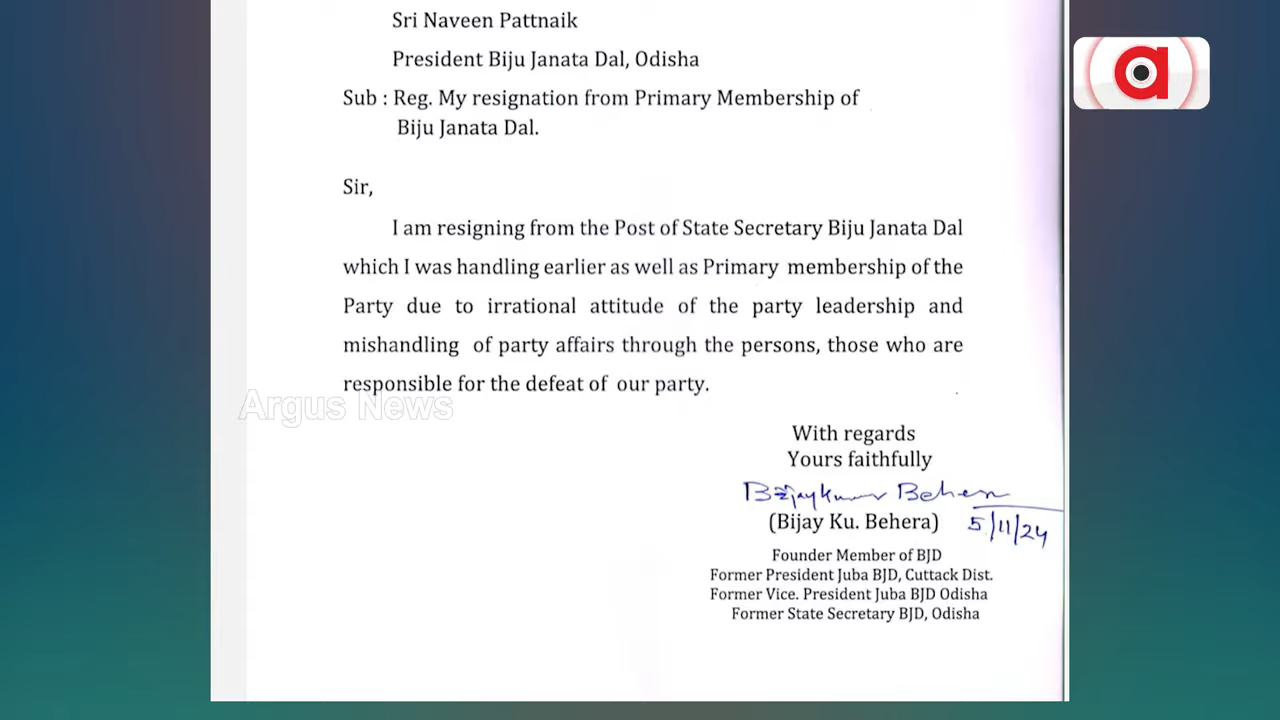 Sri Naveen Pattnaik
President Biju Janata Dal, Odisha
Sub : Reg. My resignation from Primary Membership of
Biju Janata Dal.
Sir,
I am resigning from the Post of State Secretary Biju Janata Dal
which I was handling earlier as well as Primary membership of the
Party due to irrational attitude of the party leadership and
mishandling of party affairs through the persons, those who are
responsible for the defeat of our party.
Argus News
With regards
Yours faithfully
Bijaykumar Behera
(Bijay Ku. Behera) 5/11/24
Founder Member of BJD
Former President Juba BJD, Cuttack Dist.
Former Vice. President Juba BJD Odisha
Former State Secretary BJD, Odisha
a